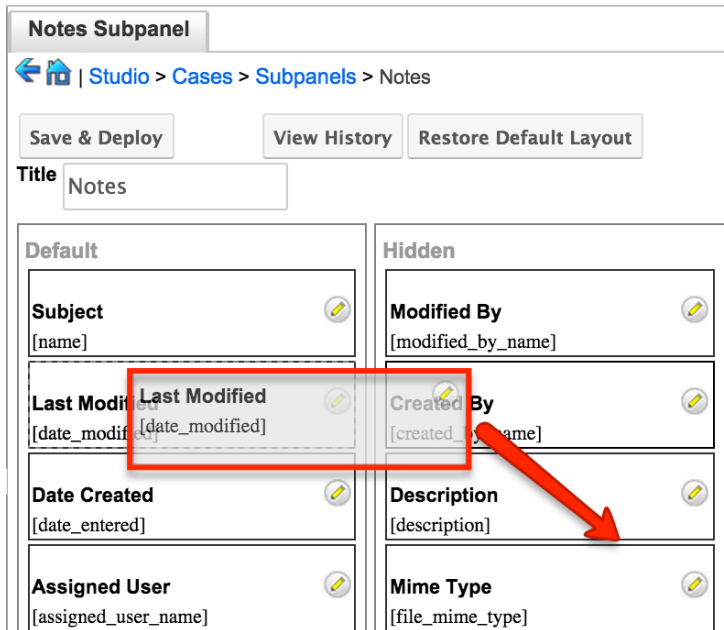 Notes Subpanel
| Studio > Cases > Subpanels > Notes
Save & Deploy View History Restore Default Layout
Title Notes
Default
Subject
[name]
Last Modified
[date_modified]
Last Modified
[date_modified]
Date Created
[date_entered]
Assigned User
[assigned_user_name]
Hidden
Modified By
[modified_by_name]
Created By
[created_by_name]
Description
[description]
Mime Type
[file_mime_type]